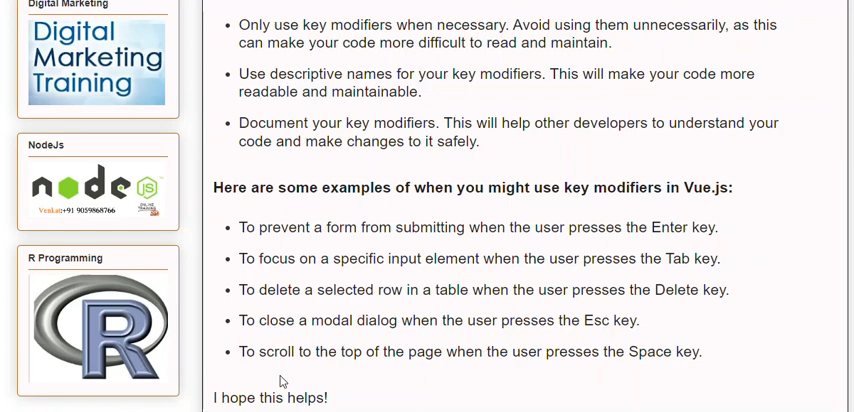 Digital Marketing
Digital
Marketing
Training
NodeJs
node
JS
Venkat:+91 9059868766
ONLINE
TRAINING
R Programming
R
• Only use key modifiers when necessary. Avoid using them unnecessarily, as this
can make your code more difficult to read and maintain.
• Use descriptive names for your key modifiers. This will make your code more
readable and maintainable.
• Document your key modifiers. This will help other developers to understand your
code and make changes to it safely.
Here are some examples of when you might use key modifiers in Vue.js:
• To prevent a form from submitting when the user presses the Enter key.
• To focus on a specific input element when the user presses the Tab key.
• To delete a selected row in a table when the user presses the Delete key.
• To close a modal dialog when the user presses the Esc key.
• To scroll to the top of the page when the user presses the Space key.
I hope this helps!